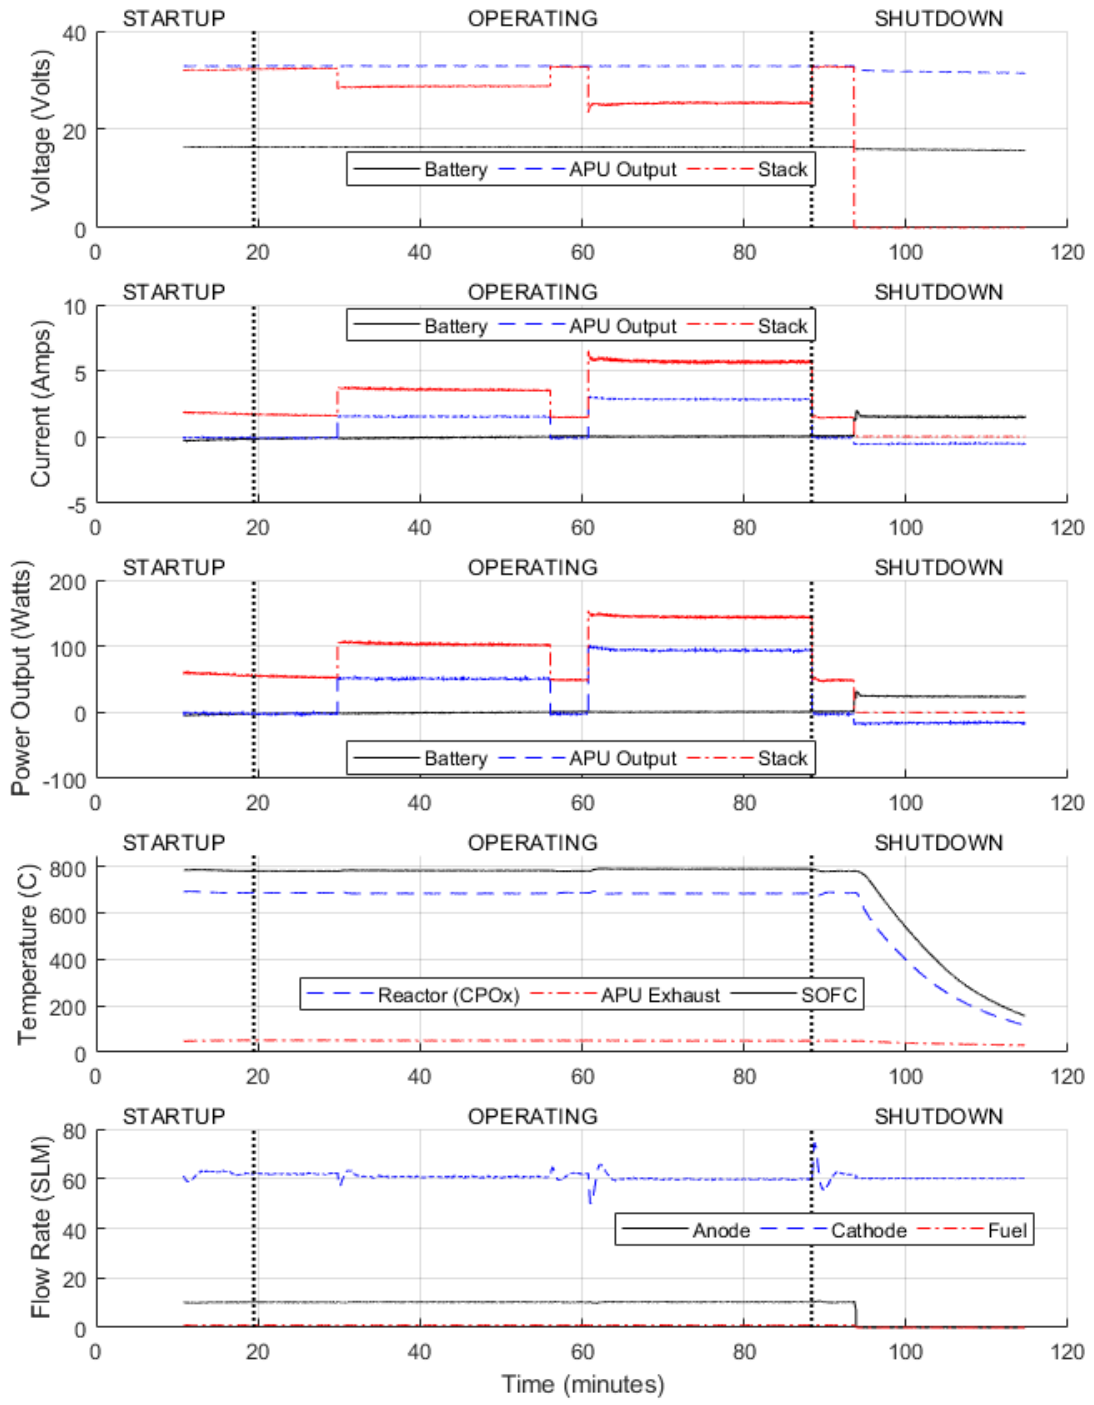 STARTUP OPERATING SHUTDOWN
40
20
0
Voltage (Volts)
Battery APU Output Stack
0 20 40 60 80 100 120
STARTUP OPERATING SHUTDOWN
10
5
0
-5
Current (Amps)
Battery APU Output Stack
0 20 40 60 80 100 120
STARTUP OPERATING SHUTDOWN
200
100
0
-100
Power Output (Watts)
Battery APU Output Stack
0 20 40 60 80 100 120
STARTUP OPERATING SHUTDOWN
800
600
400
200
0
Temperature (C)
Reactor (CPOx) APU Exhaust SOFC
0 20 40 60 80 100 120
STARTUP OPERATING SHUTDOWN
80
60
40
20
0
Flow Rate (SLM)
Anode Cathode Fuel
0 20 40 60 80 100 120
Time (minutes)